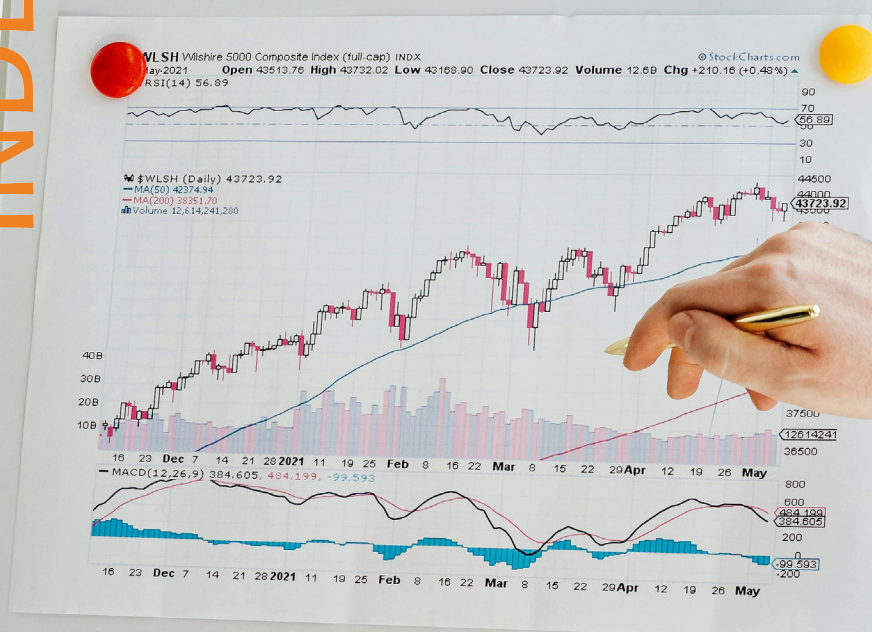 INDE
WLSH Wilshire 5000 Composite Index (full-cap) INDX
© StockCharts.com
May-2021 Open 43513.76 High 43732.02 Low 43168.90 Close 43723.92 Volume 12.6B Chg +210.16 (+0.48%)
RSI(14) 56.89
90
70
56.89
50
30
10
$WLSH (Daily) 43723.92
MA(50) 42374.94
MA(200) 38351.70
Volume 12,614,241,280
44500
44000
43723.92
43500
40B
30B
20B
10B
37500
12614241
36500
16 23 Dec 7 14 21 28 2021 11 19 25 Feb 8 16 22 Mar 8 15 22 29 Apr 12 19 26 May
MACD(12,26,9) 384.605, 484.199, -99.593
800
600
484.199
384.605
200
0
-99.593
-200
16 23 Dec 7 14 21 28 2021 11 19 25 Feb 8 16 22 Mar 8 15 22 29 Apr 12 19 26 May